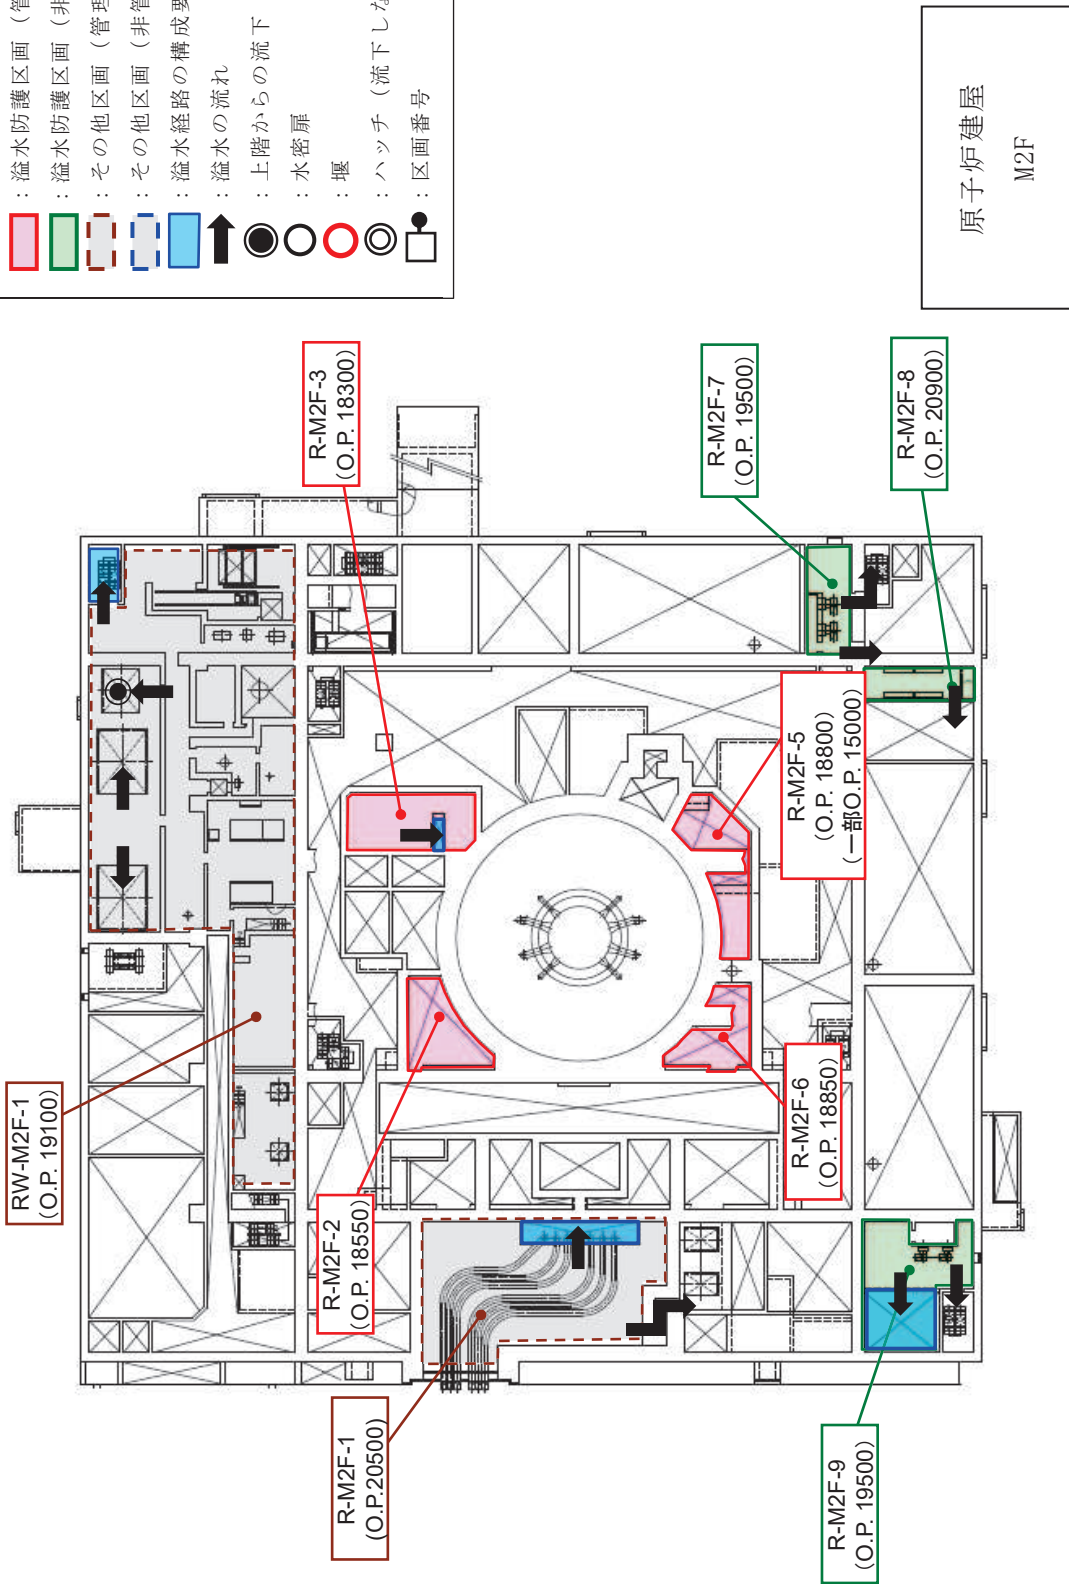 ：溢水防護区画（管
：溢水防護区画（非
：その他区画（管理
：その他区画（非管
：溢水経路の構成要
：溢水の流れ
：上階からの流下
：水密扉
：堰
：ハッチ（流下しな
：区画番号
原子炉建屋
M2F
RW-M2F-1
(O.P. 19100)
R-M2F-3
(O.P. 18300)
R-M2F-7
(O.P. 19500)
R-M2F-8
(O.P. 20900)
R-M2F-5
(O.P. 18800)
(一部O.P. 15000)
R-M2F-6
(O.P. 18850)
R-M2F-2
(O.P. 18550)
R-M2F-1
(O.P.20500)
R-M2F-9
(O.P. 19500)